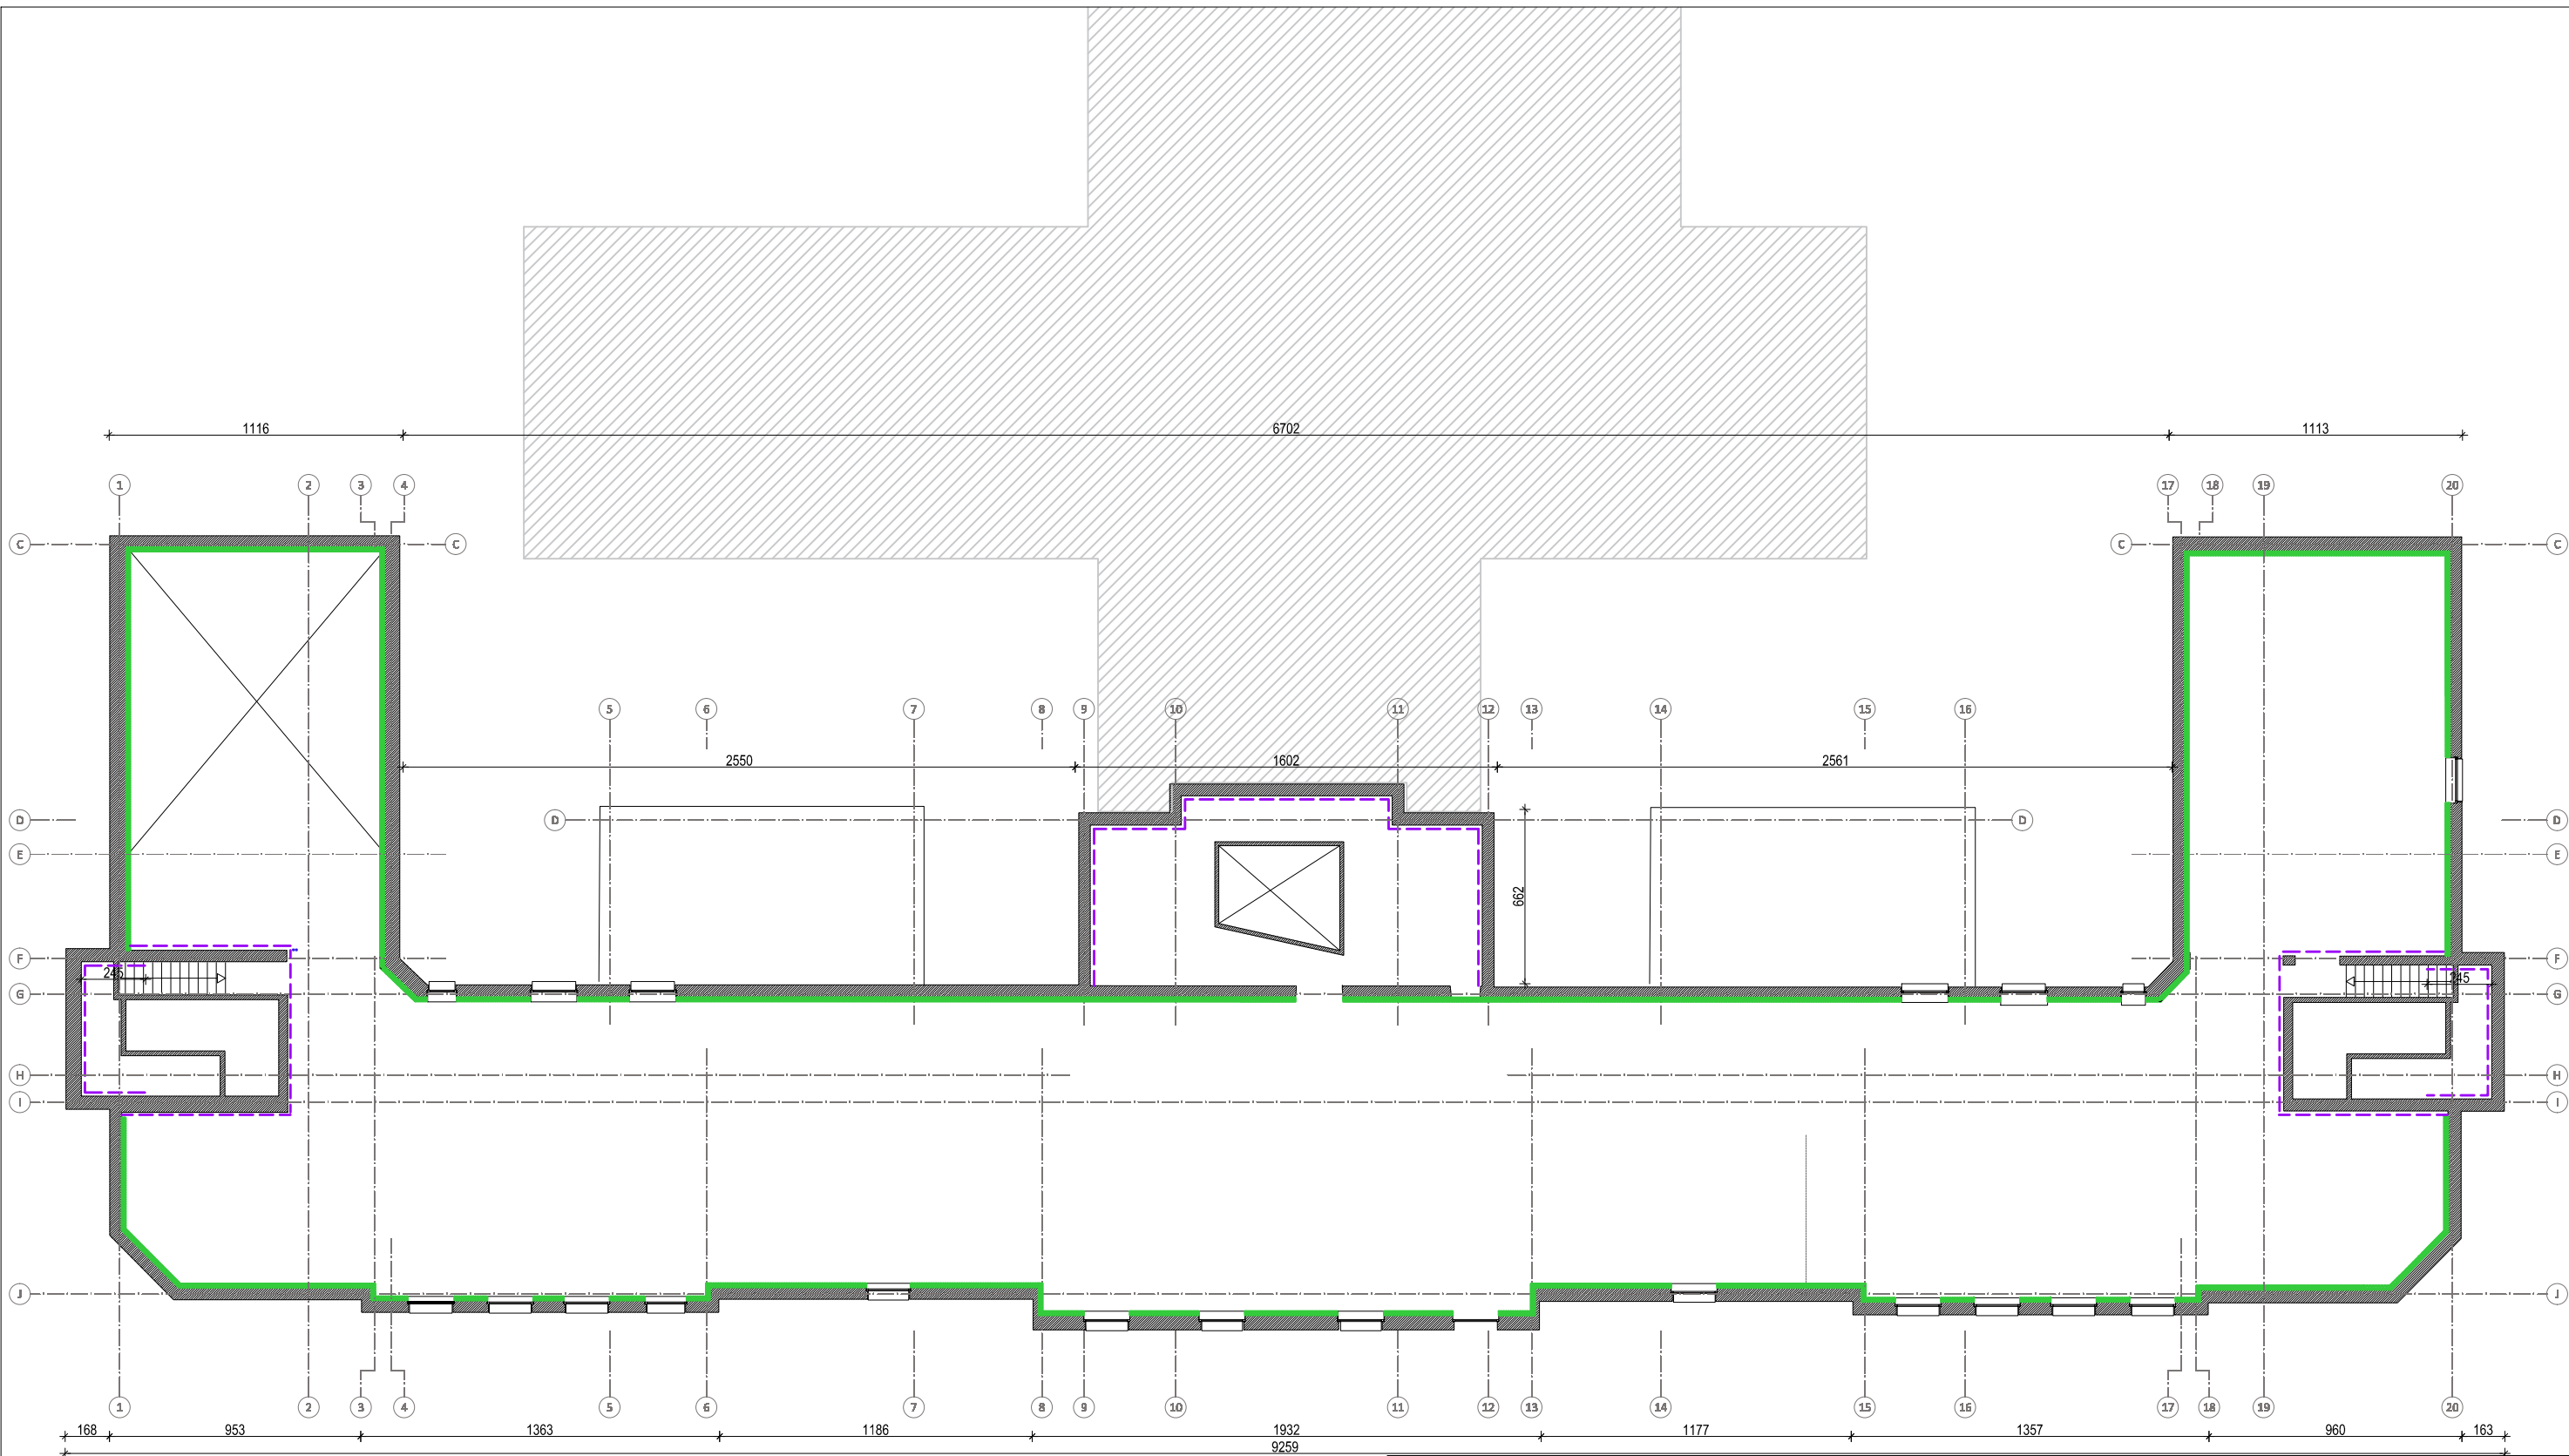 1116 6702 1113
1 2 3 4 17 18 19 20
C C C C
5 6 7 8 9 10 11 12 13 14 15 16
2550 1602 2561
D D D D
E E
662
F F
245 245
G G
H H
I I
J J
1 2 3 4 5 6 7 8 9 10 11 12 13 14 15 16 17 18 19 20
168 953 1363 1186 1932 1177 1357 960 163
9259